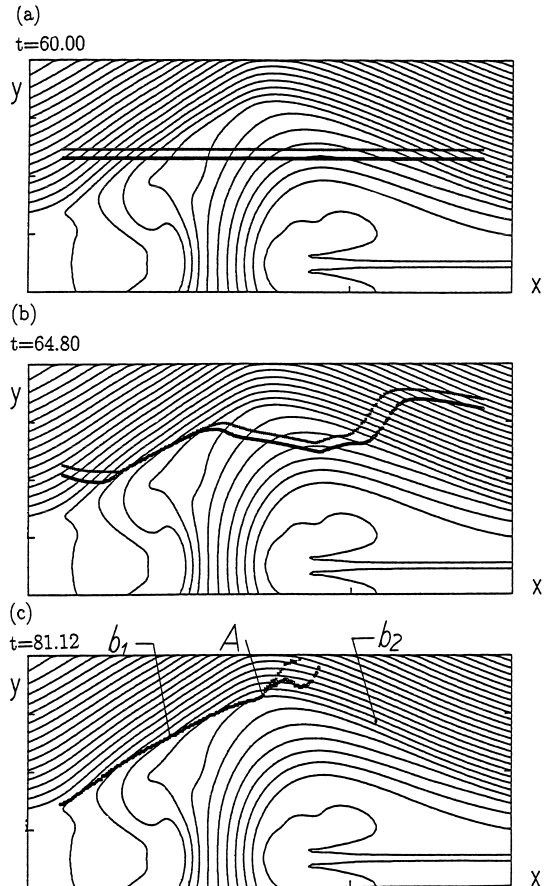 (a)
t=60.00
y
x
(b)
t=64.80
y
x
(c)
t=81.12 b₁ A b₂
y
x